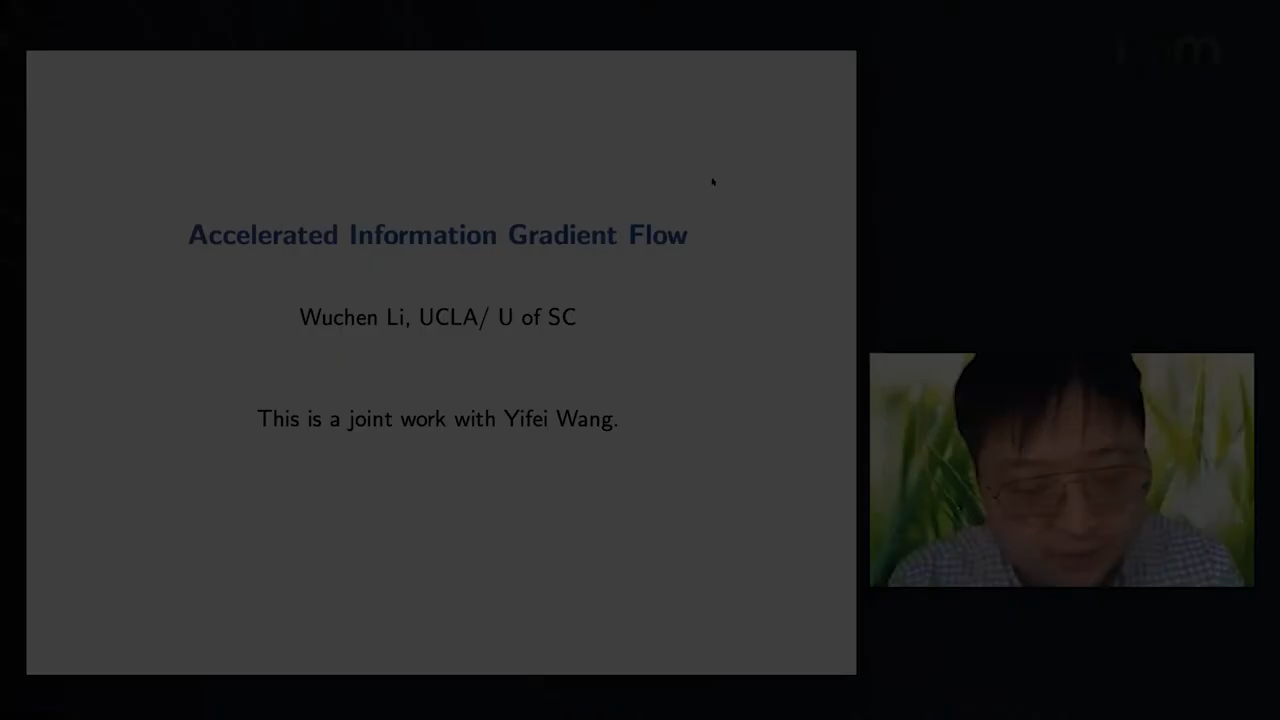 Accelerated Information Gradient Flow
Wuchen Li, UCLA/ U of SC
This is a joint work with Yifei Wang.